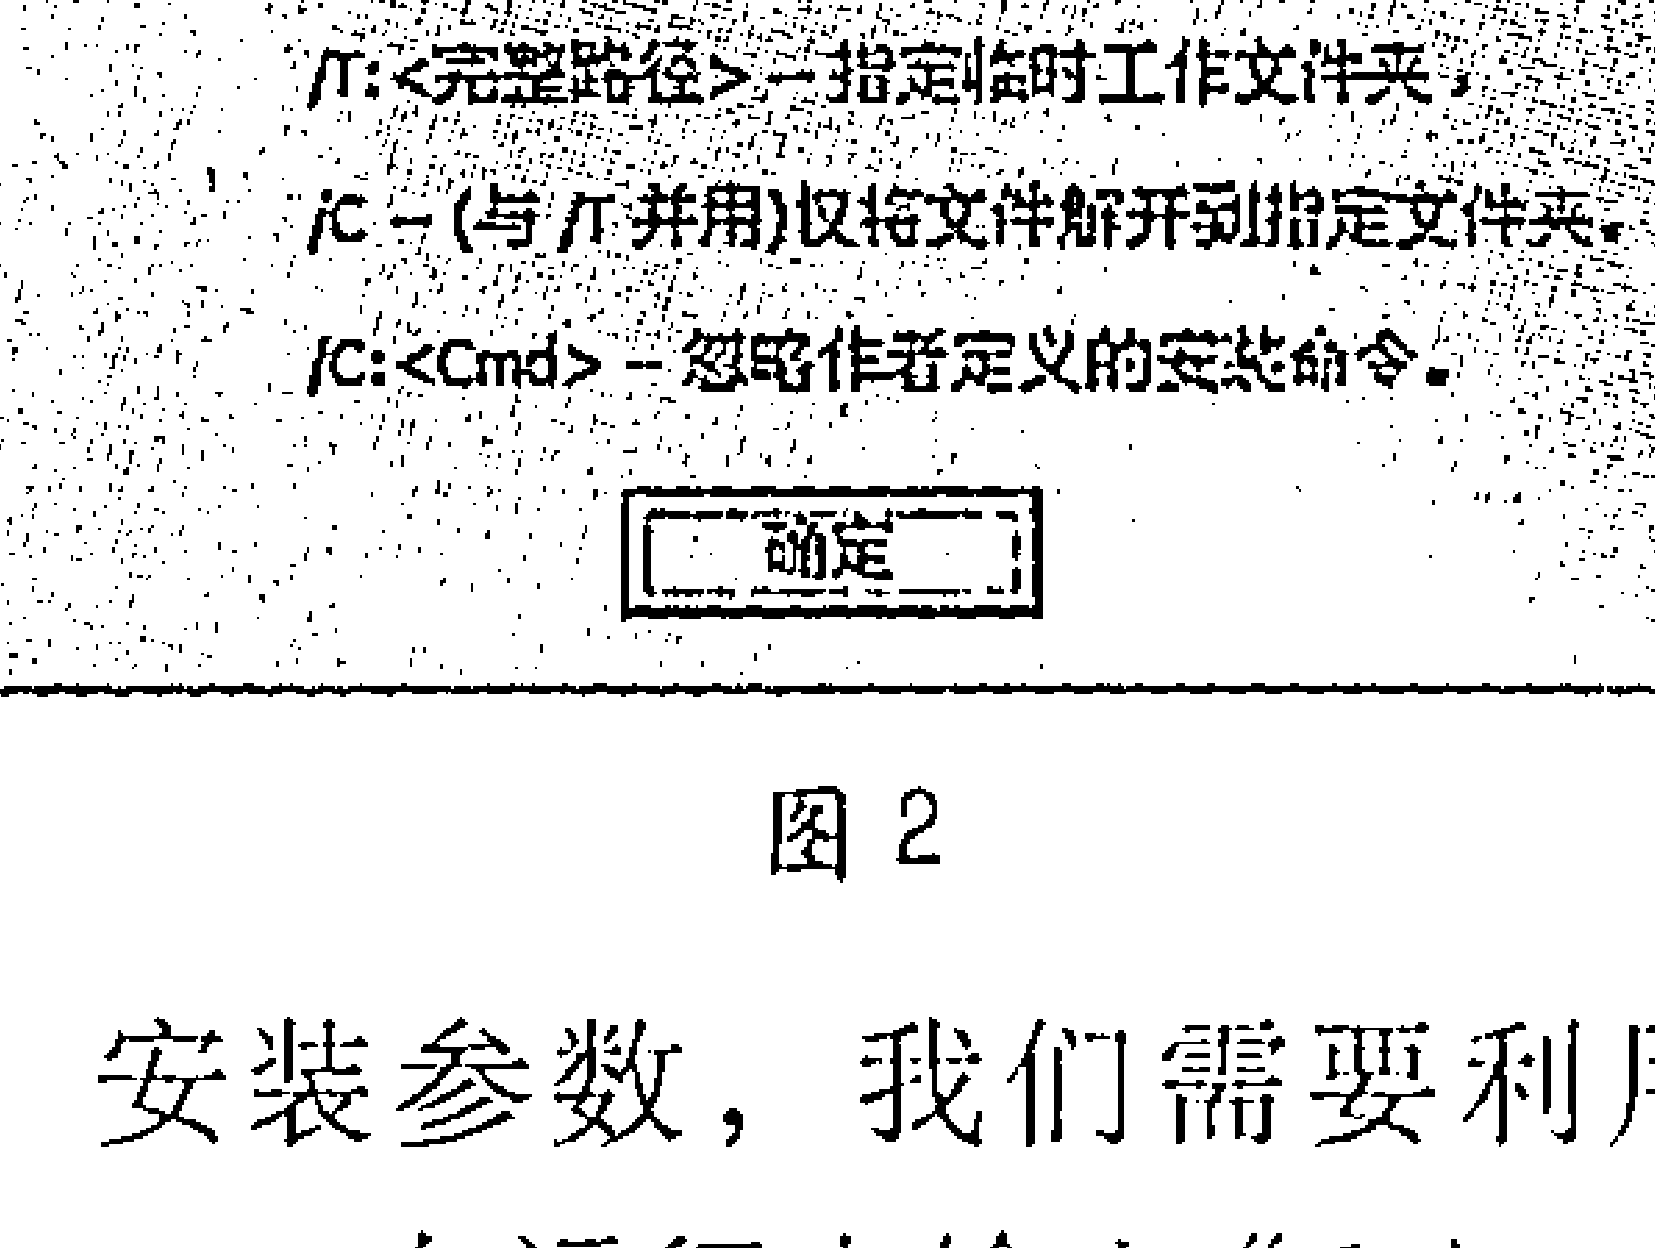 /T:<完整路径> — 指定临时工作文件夹,
/C — (与 /T 并用)仅将文件解开到指定文件夹.
/C:<Cmd> — 忽略作者定义的安装命令.
确定
图 2
安装参数，我们需要利用